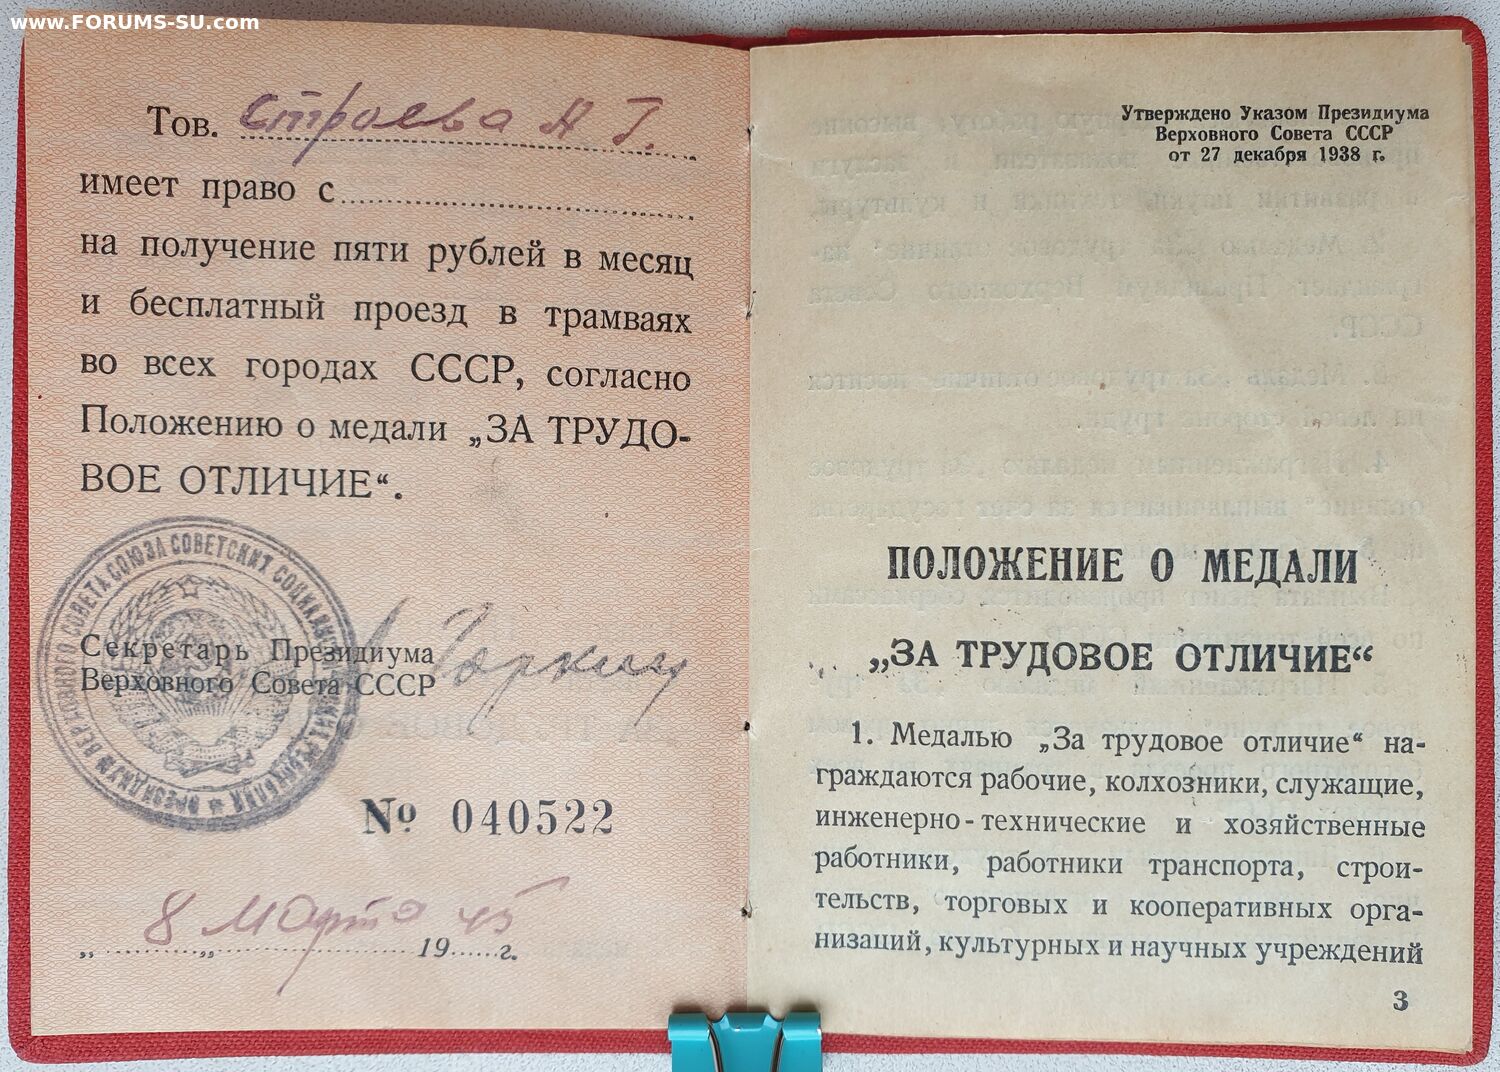 www.FORUMS-SU.com
Тов. Строева А Г.
имеет право с
на получение пяти рублей в месяц
и бесплатный проезд в трамваях
во всех городах СССР, согласно
Положению о медали „ЗА ТРУДО-
ВОЕ ОТЛИЧИЕ“.
Секретарь Президиума
Верховного Совета СССР
Горкин
№ 040522
„ 8 „ Марта 1945 г.
Утверждено Указом Президиума
Верховного Совета СССР
от 27 декабря 1938 г.
ПОЛОЖЕНИЕ О МЕДАЛИ
„ЗА ТРУДОВОЕ ОТЛИЧИЕ“
1. Медалью „За трудовое отличие“ на-
граждаются рабочие, колхозники, служащие,
инженерно-технические и хозяйственные
работники, работники транспорта, строи-
тельств, торговых и кооперативных орга-
низаций, культурных и научных учреждений
3